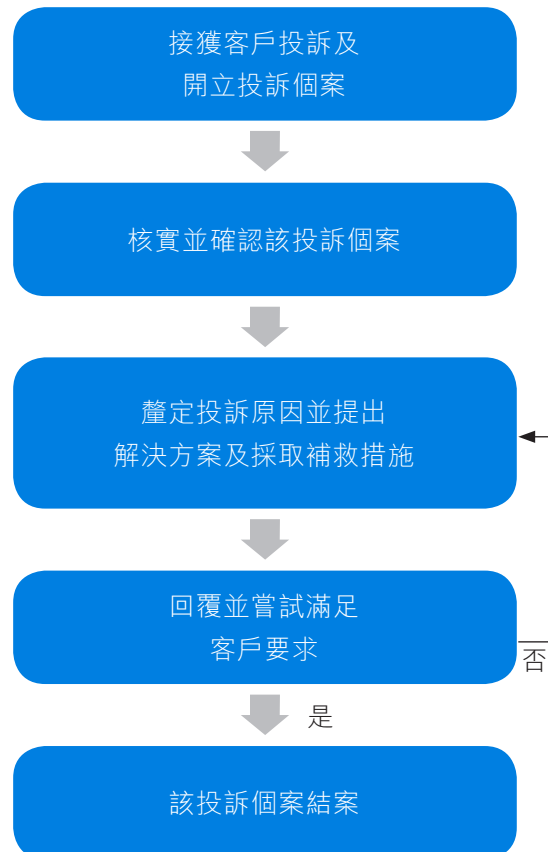 接獲客戶投訴及
開立投訴個案
核實並確認該投訴個案
釐定投訴原因並提出
解決方案及採取補救措施
回覆並嘗試滿足
客戶要求
否
是
該投訴個案結案